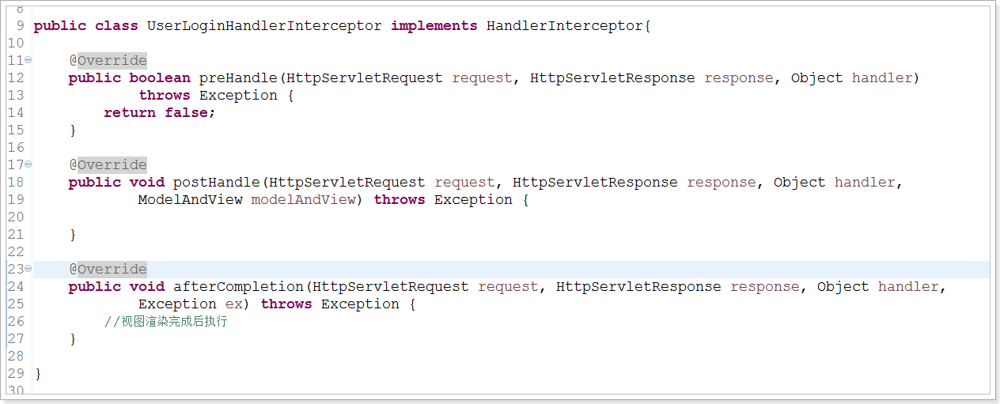 8
9 public class UserLoginHandlerInterceptor implements HandlerInterceptor{
10
11 @Override
12 public boolean preHandle(HttpServletRequest request, HttpServletResponse response, Object handler)
13 throws Exception {
14 return false;
15 }
16
17 @Override
18 public void postHandle(HttpServletRequest request, HttpServletResponse response, Object handler,
19 ModelAndView modelAndView) throws Exception {
20
21 }
22
23 @Override
24 public void afterCompletion(HttpServletRequest request, HttpServletResponse response, Object handler,
25 Exception ex) throws Exception {
26 //视图渲染完成后执行
27 }
28
29 }
30